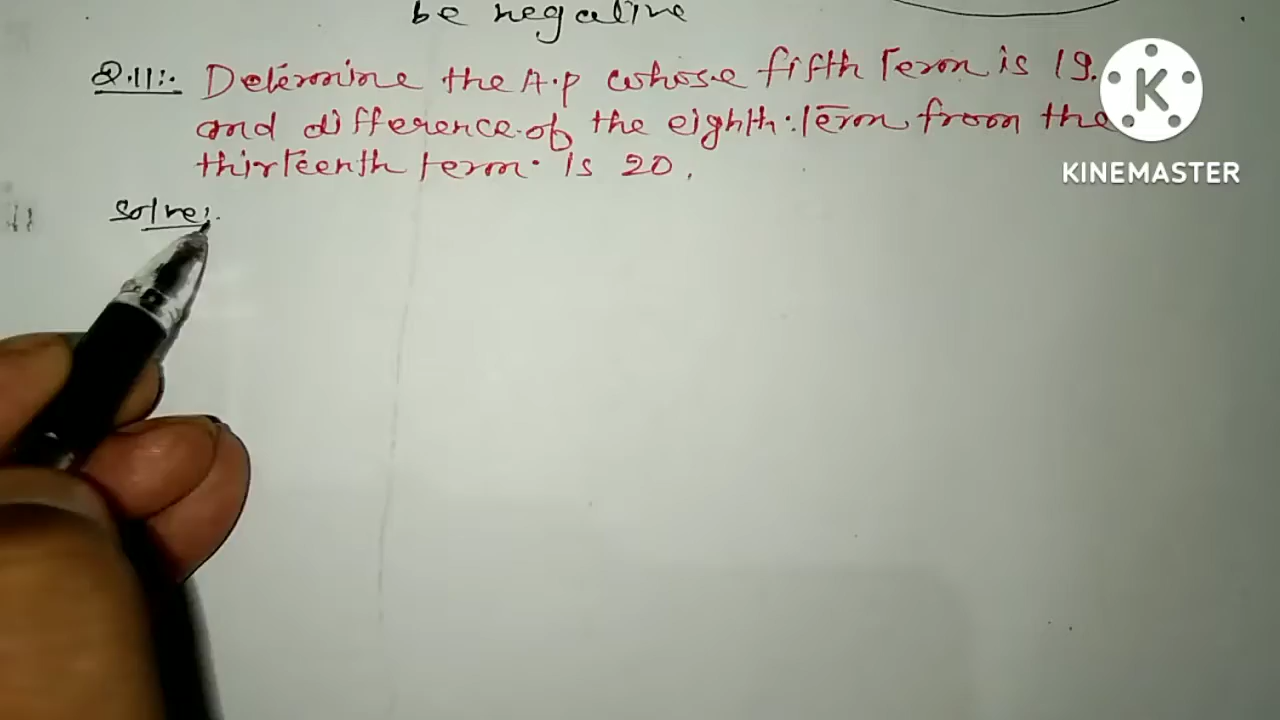 be negative
Q.11:- Determine the A.P whose fifth Term is 19.
and difference of the eighth term from the
thirteenth term is 20.
Solve:-
K
KINEMASTER